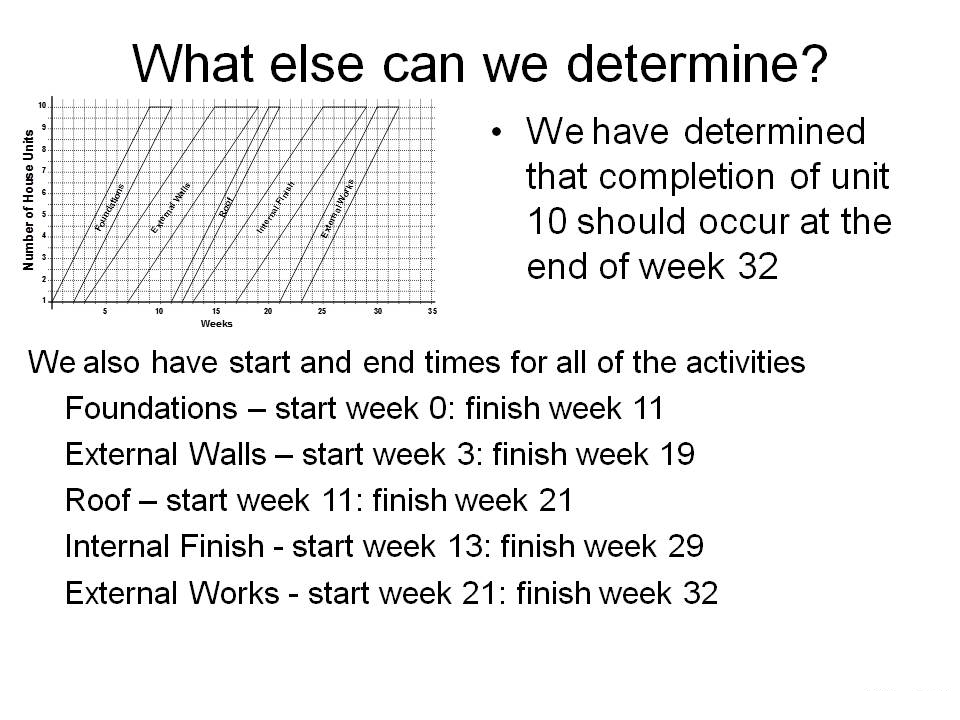 What else can we determine?
10
9
8
7
6
5
4
3
2
1
Number of House Units
Foundations
External Walls
Roof
Internal Finish
External Works
5 10 15 20 25 30 35
Weeks
• We have determined
that completion of unit
10 should occur at the
end of week 32
We also have start and end times for all of the activities
Foundations – start week 0: finish week 11
External Walls – start week 3: finish week 19
Roof – start week 11: finish week 21
Internal Finish - start week 13: finish week 29
External Works - start week 21: finish week 32